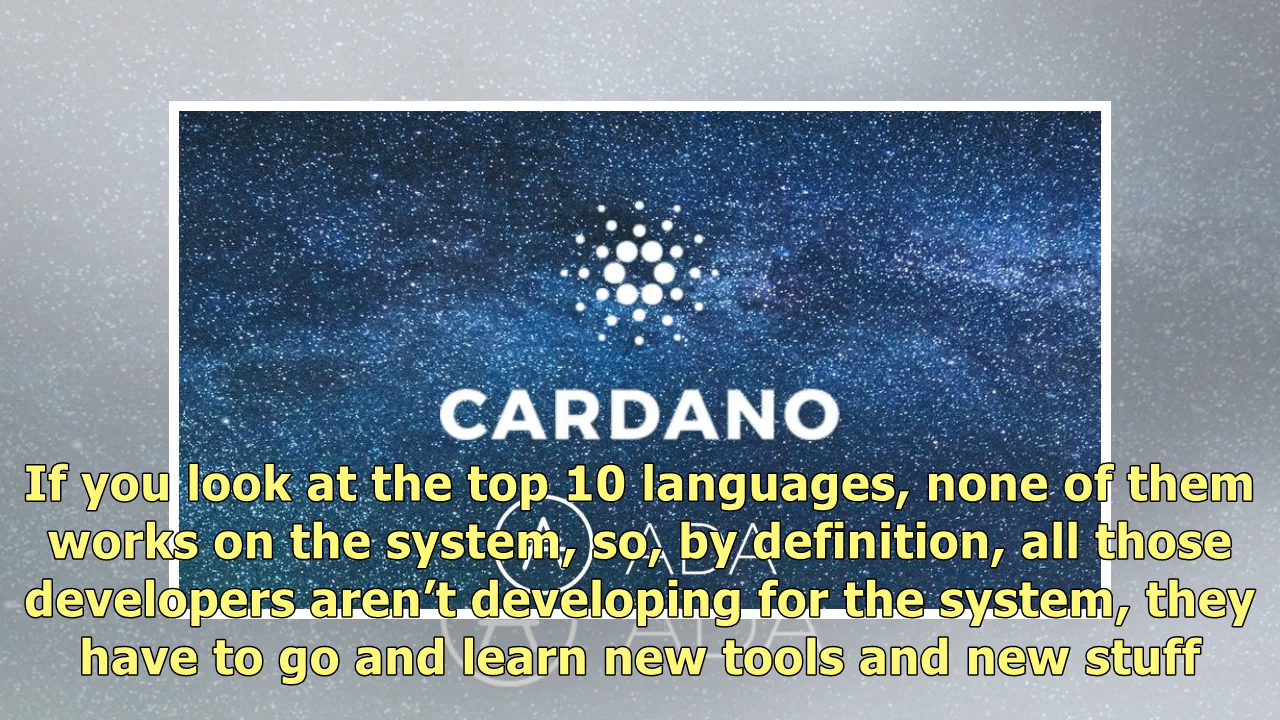 CARDANO
ADA
If you look at the top 10 languages, none of them
works on the system, so, by definition, all those
developers aren’t developing for the system, they
have to go and learn new tools and new stuff
ADA